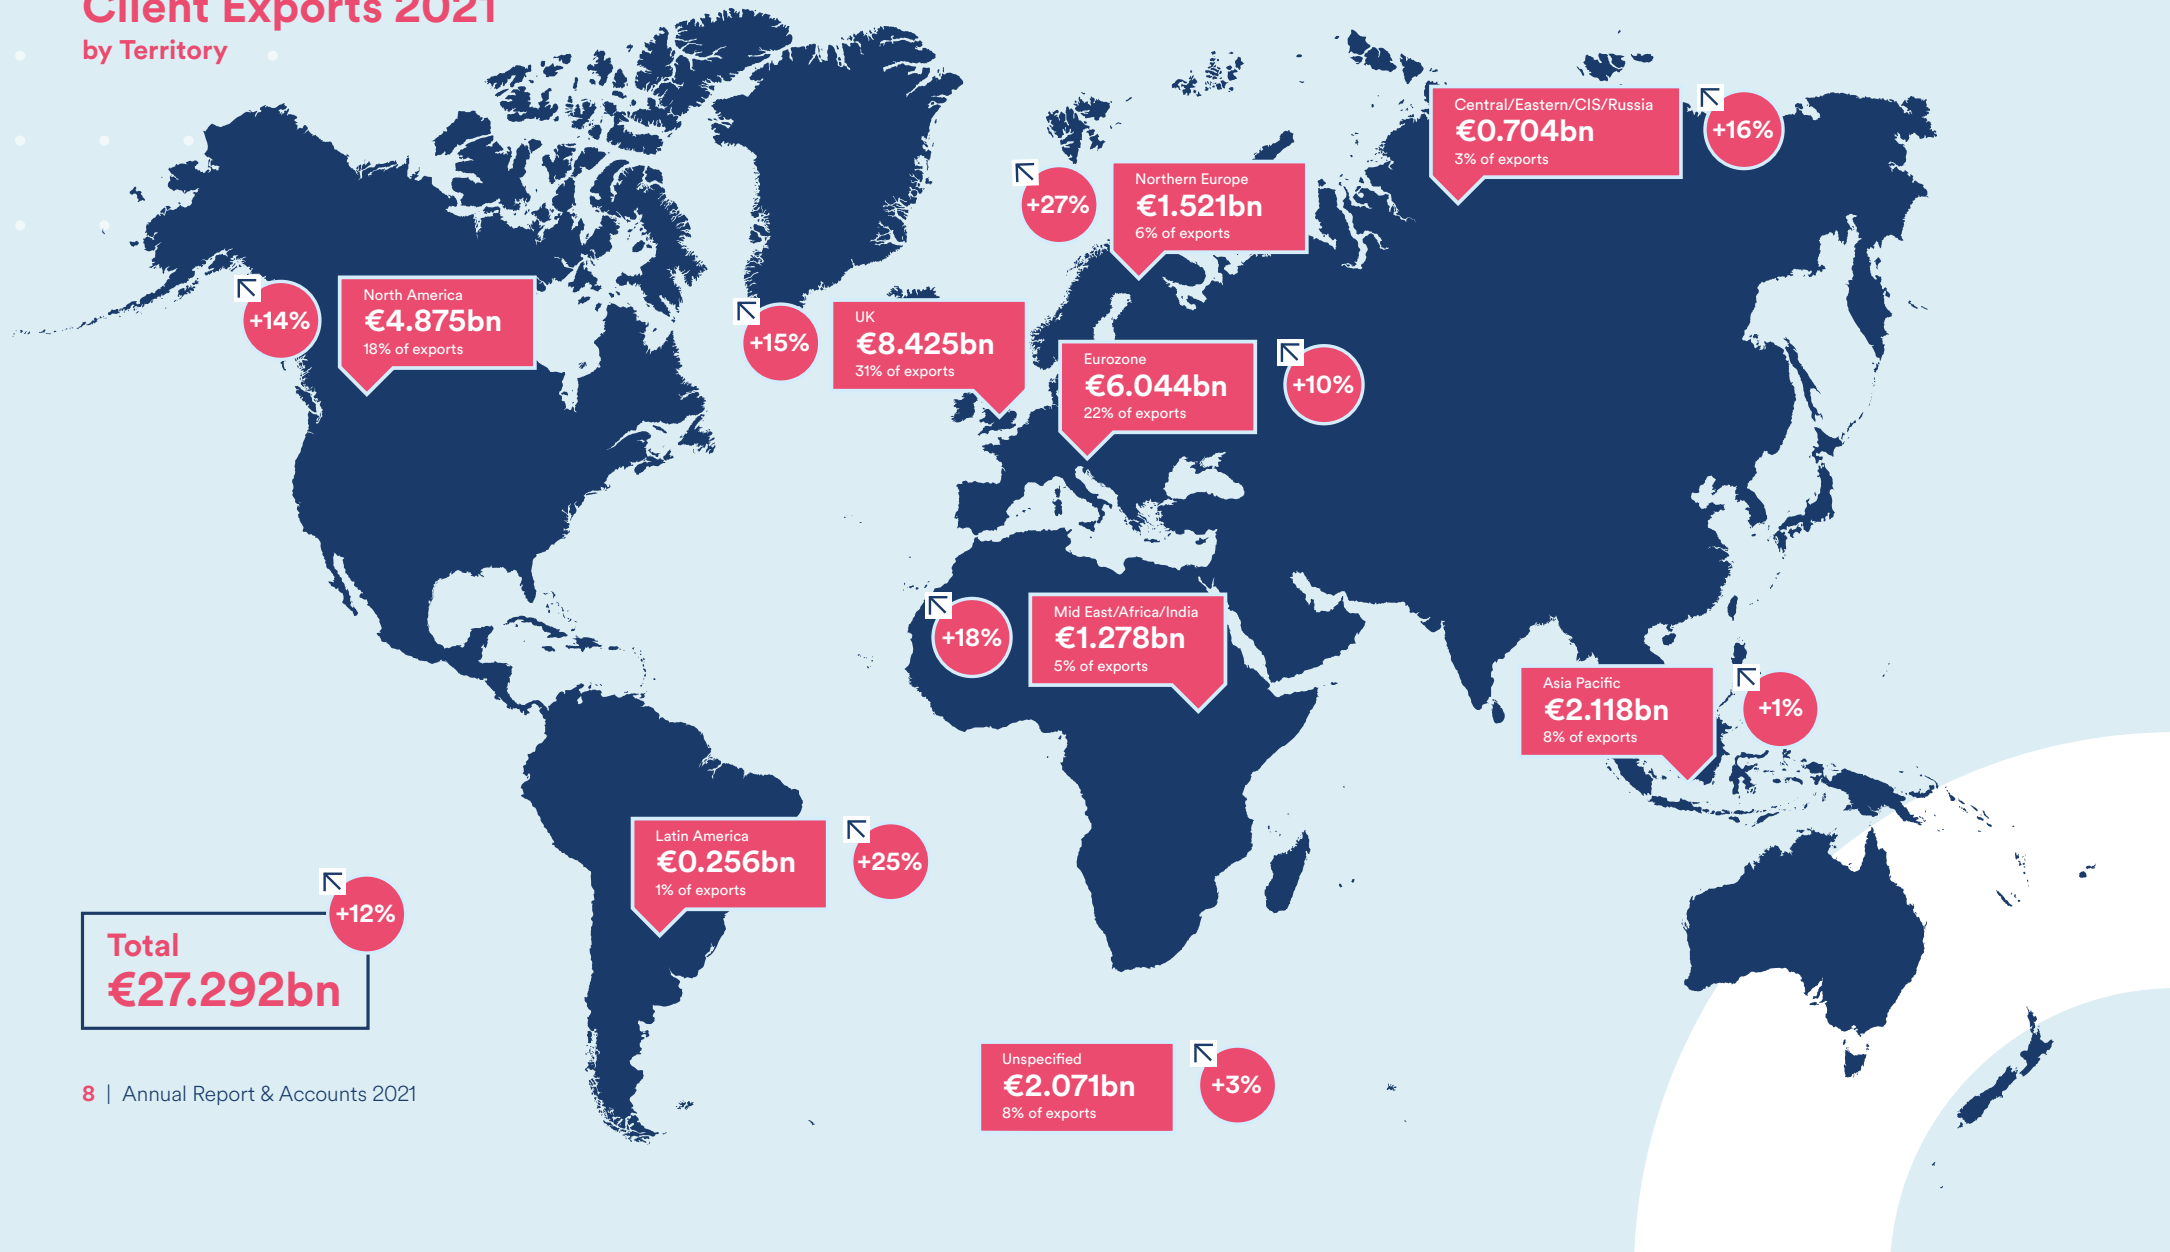 Client Exports 2021
by Territory
Central/Eastern/CIS/Russia
€0.704bn
3% of exports
+16%
+27%
Northern Europe
€1.521bn
6% of exports
+14%
North America
€4.875bn
18% of exports
+15%
UK
€8.425bn
31% of exports
Eurozone
€6.044bn
22% of exports
+10%
+18%
Mid East/Africa/India
€1.278bn
5% of exports
Asia Pacific
€2.118bn
8% of exports
+1%
Latin America
€0.256bn
1% of exports
+25%
+12%
Total
€27.292bn
Unspecified
€2.071bn
8% of exports
+3%
8 | Annual Report & Accounts 2021